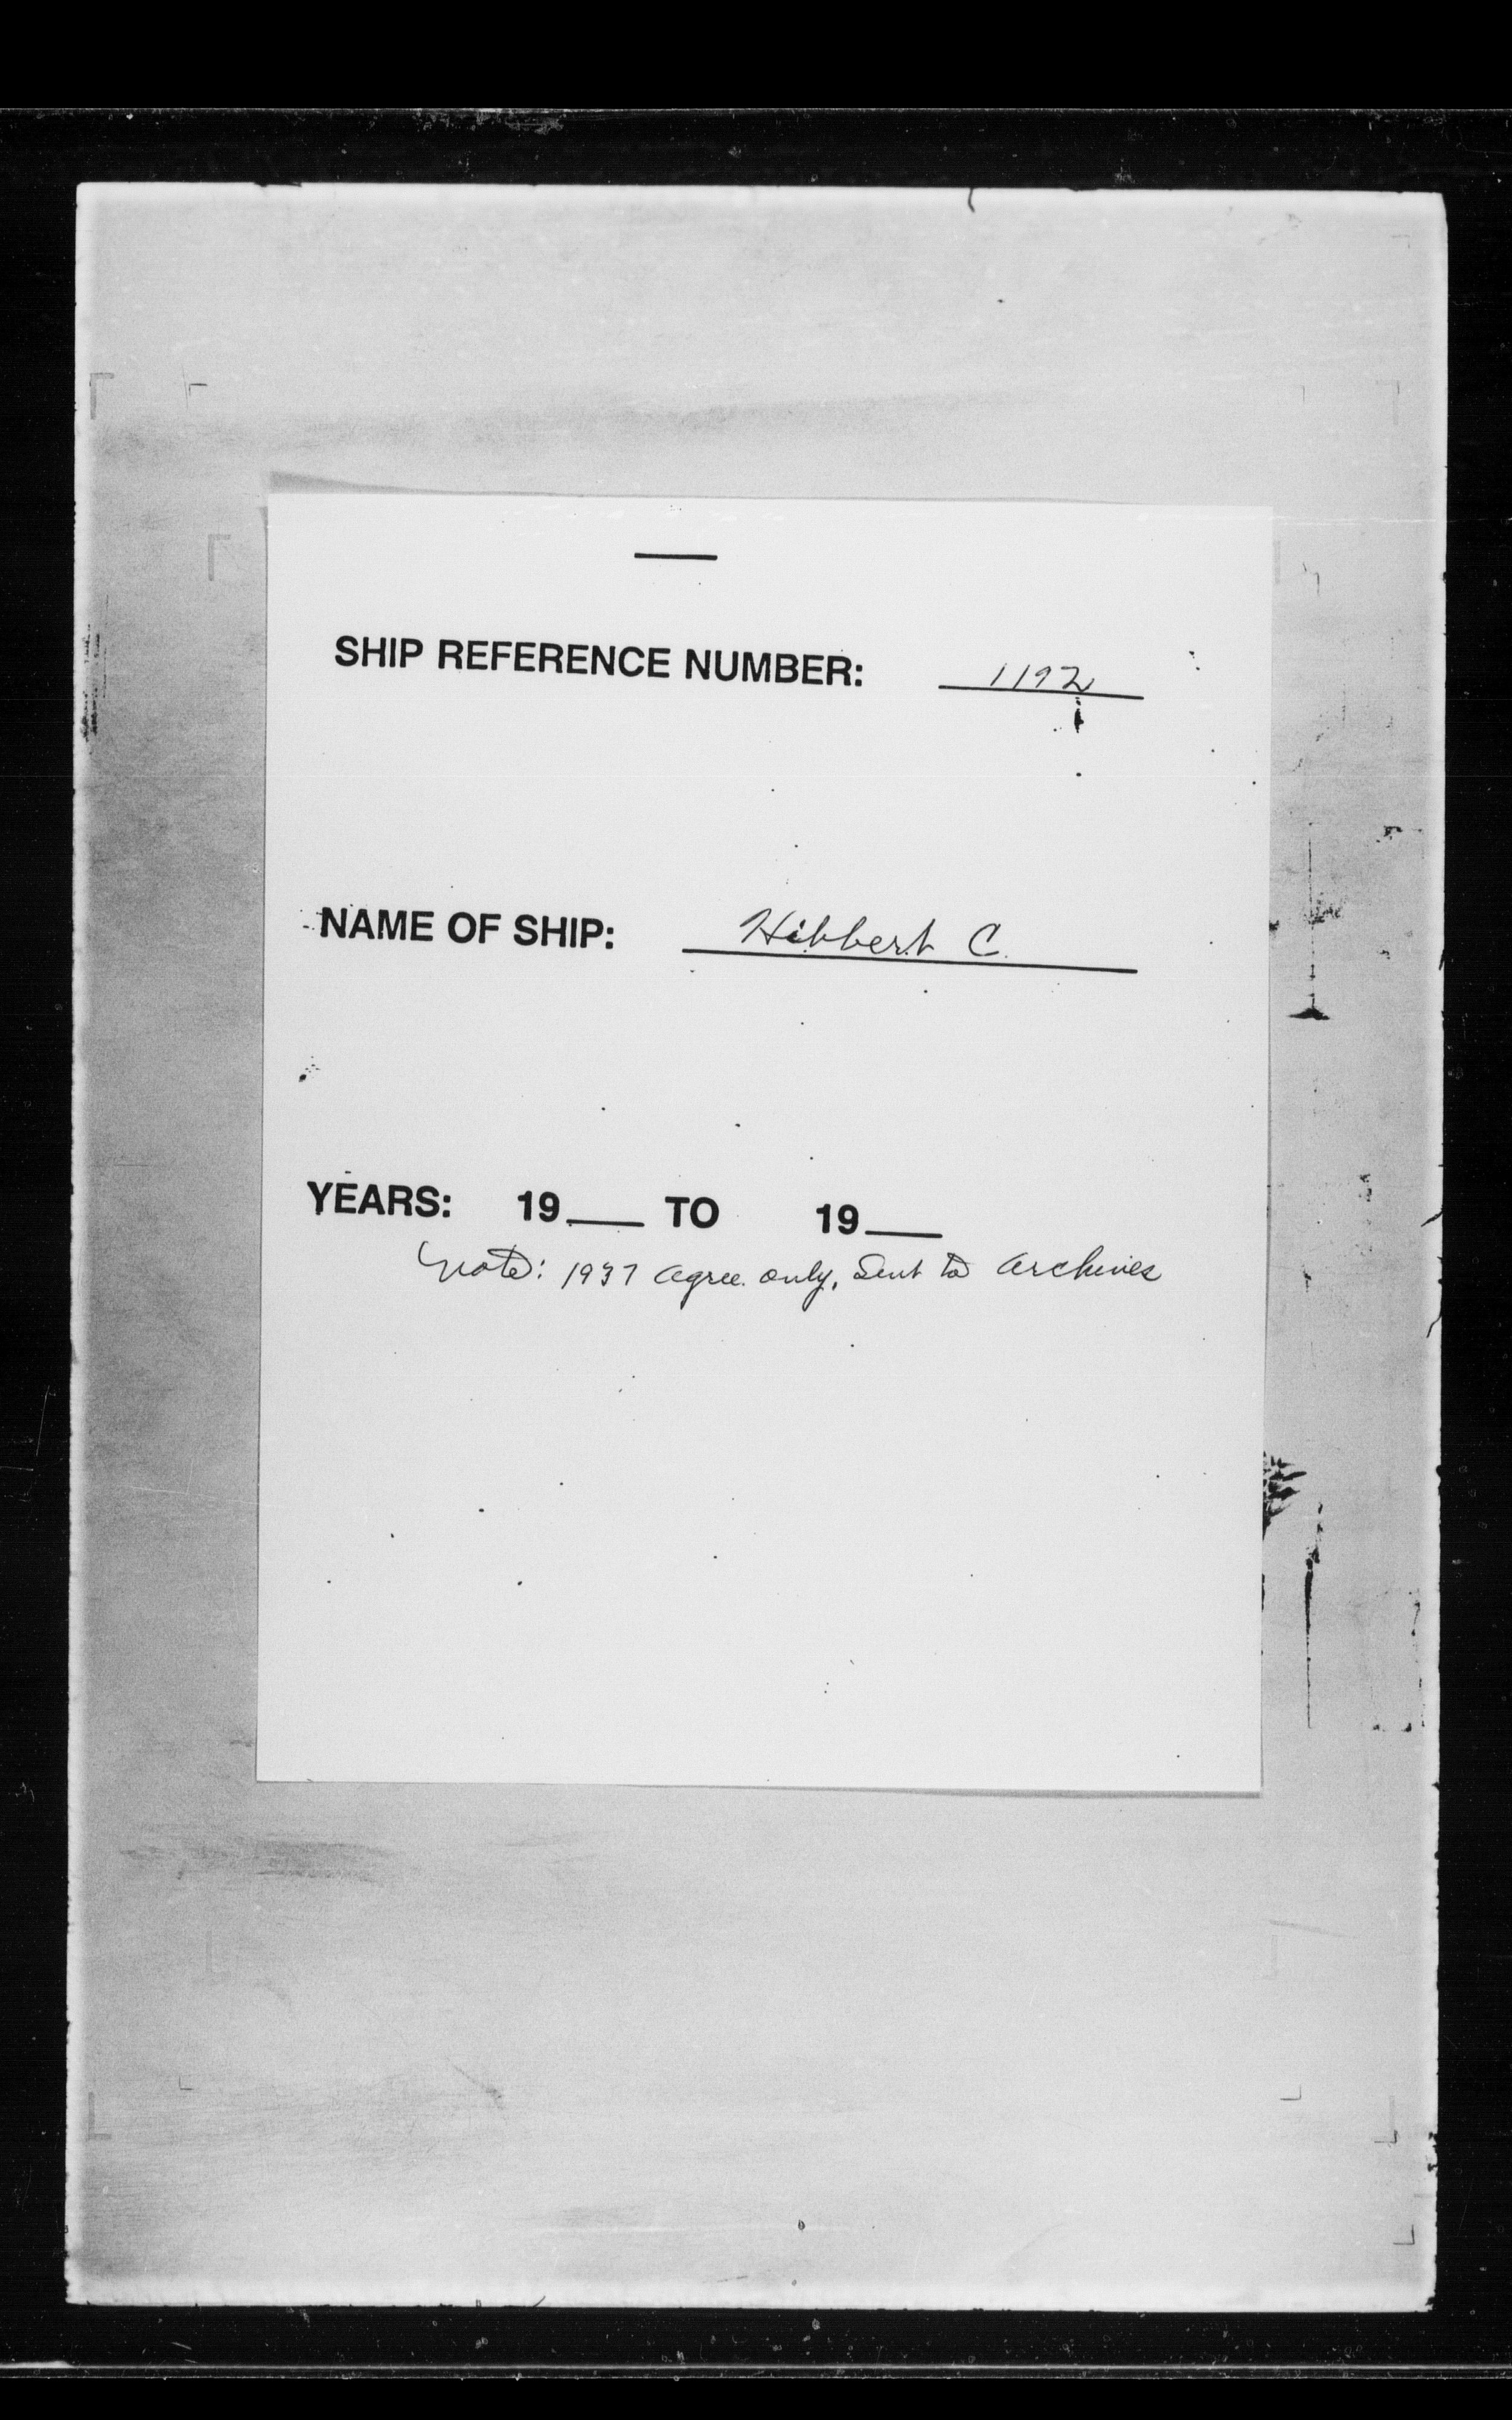 SHIP REFERENCE NUMBER: 1192
NAME OF SHIP: Hibbert C.
YEARS: 19___ TO 19___
Note: 1937 agree. only, Sent to Archives